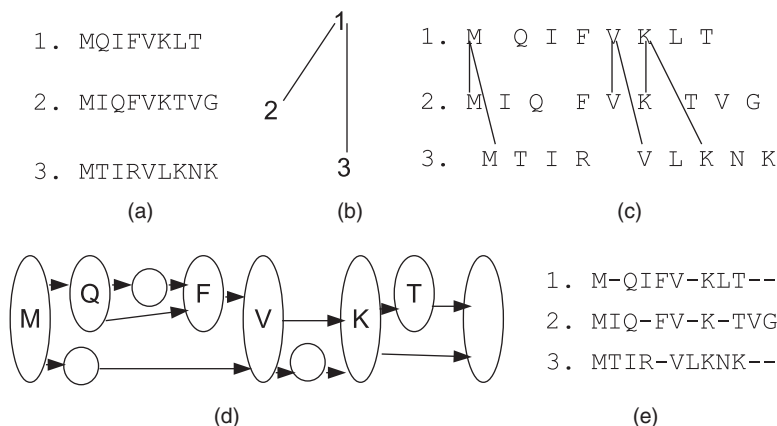 1. MQIFVKLT
2. MIQFVKTVG
3. MTIRVLKNK
(a)
1
2
3
(b)
1. M Q I F V K L T
2. M I Q F V K T V G
3. M T I R V L K N K
(c)
M Q F V K T
(d)
1. M-QIFV-KLT--
2. MIQ-FV-K-TVG
3. MTIR-VLKNK--
(e)